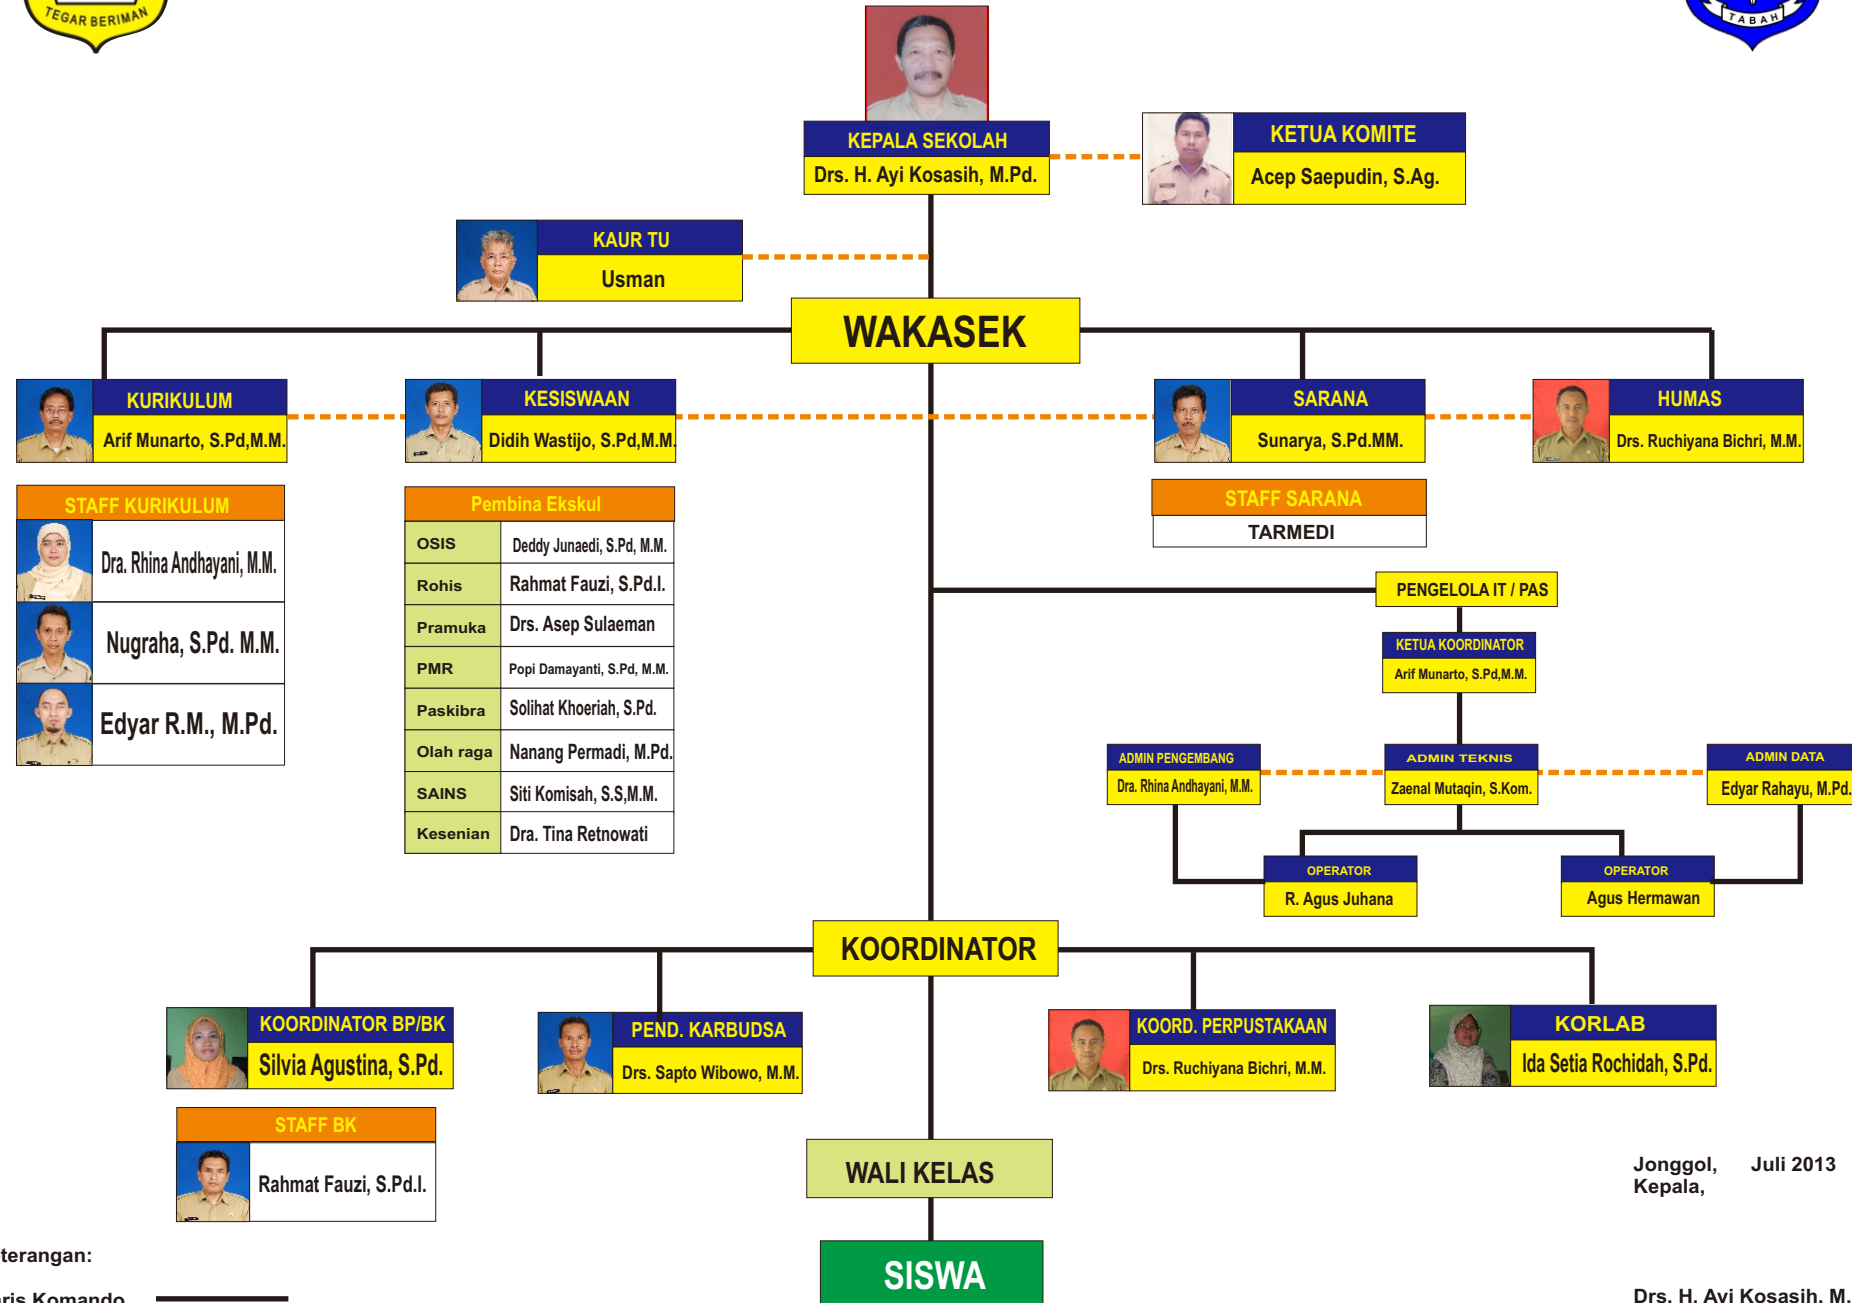 TEGAR BERIMAN
TABAH
KEPALA SEKOLAH
Drs. H. Ayi Kosasih, M.Pd.
KETUA KOMITE
Acep Saepudin, S.Ag.
KAUR TU
Usman
WAKASEK
KURIKULUM
Arif Munarto, S.Pd,M.M.
KESISWAAN
Didih Wastijo, S.Pd,M.M.
SARANA
Sunarya, S.Pd.MM.
HUMAS
Drs. Ruchiyana Bichri, M.M.
STAFF KURIKULUM
Dra. Rhina Andhayani, M.M.
Nugraha, S.Pd. M.M.
Edyar R.M., M.Pd.
Pembina Ekskul
OSIS Deddy Junaedi, S.Pd, M.M.
Rohis Rahmat Fauzi, S.Pd.I.
Pramuka Drs. Asep Sulaeman
PMR Popi Damayanti, S.Pd, M.M.
Paskibra Solihat Khoeriah, S.Pd.
Olah raga Nanang Permadi, M.Pd.
SAINS Siti Komisah, S.S,M.M.
Kesenian Dra. Tina Retnowati
STAFF SARANA
TARMEDI
PENGELOLA IT / PAS
KETUA KOORDINATOR
Arif Munarto, S.Pd,M.M.
ADMIN PENGEMBANG
Dra. Rhina Andhayani, M.M.
ADMIN TEKNIS
Zaenal Mutaqin, S.Kom.
ADMIN DATA
Edyar Rahayu, M.Pd.
OPERATOR
R. Agus Juhana
OPERATOR
Agus Hermawan
KOORDINATOR
KOORDINATOR BP/BK
Silvia Agustina, S.Pd.
PEND. KARBUDSA
Drs. Sapto Wibowo, M.M.
KOORD. PERPUSTAKAAN
Drs. Ruchiyana Bichri, M.M.
KORLAB
Ida Setia Rochidah, S.Pd.
STAFF BK
Rahmat Fauzi, S.Pd.I.
WALI KELAS
SISWA
Jonggol, Juli 2013
Kepala,
Drs. H. Ayi Kosasih, M.
terangan:
ris Komando